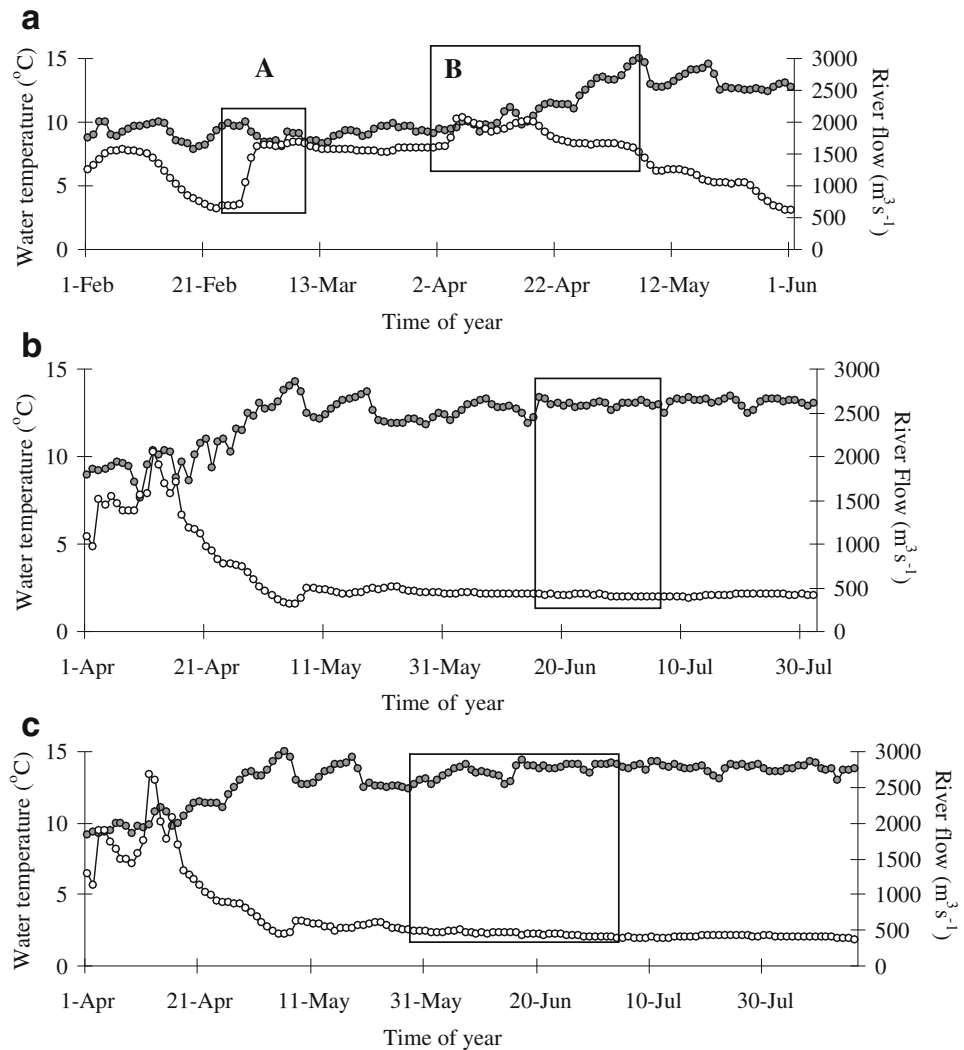 a
Water temperature (°C)
15
10
5
0
A
B
3000
2500
2000
1500
1000
500
0
River flow (m³s⁻¹)
1-Feb 21-Feb 13-Mar 2-Apr 22-Apr 12-May 1-Jun
Time of year
b
Water temperature (°C)
15
10
5
0
3000
2500
2000
1500
1000
500
0
River Flow (m³s⁻¹)
1-Apr 21-Apr 11-May 31-May 20-Jun 10-Jul 30-Jul
Time of year
c
Water temperature (°C)
15
10
5
0
3000
2500
2000
1500
1000
500
0
River flow (m³s⁻¹)
1-Apr 21-Apr 11-May 31-May 20-Jun 10-Jul 30-Jul
Time of year